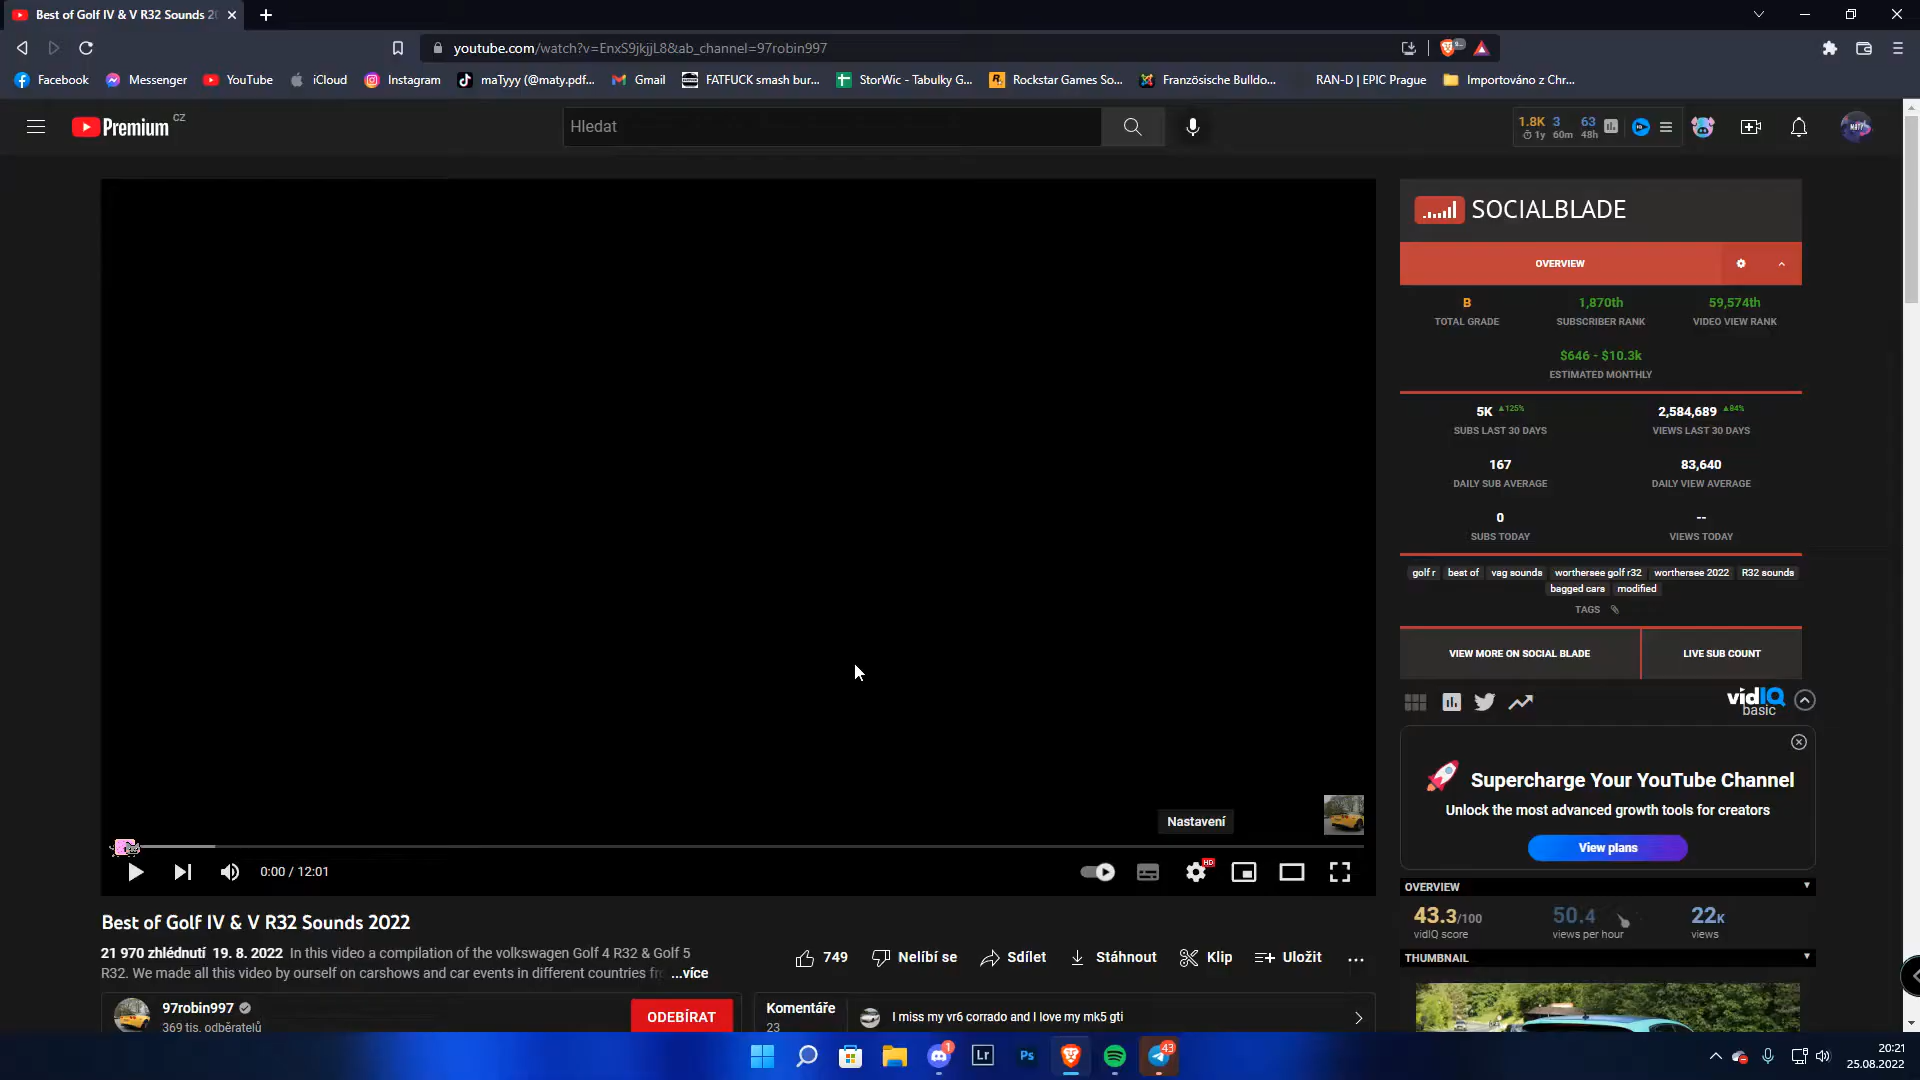 Best of Golf IV & V R32 Sounds 20
youtube.com/watch?v=EnxS9jkjjL8&ab_channel=97robin997
Facebook Messenger YouTube iCloud Instagram maTyyy (@maty.pdf... Gmail FATFUCK smash bur... StorWic - Tabulky G... Rockstar Games So... Französische Bulldo... RAN-D | EPIC Prague Importováno z Chr...
Premium CZ
Hledat
1.8K 3 63
1y 60m 48h
SOCIALBLADE
OVERVIEW
B 1,870th 59,574th
TOTAL GRADE SUBSCRIBER RANK VIDEO VIEW RANK
$646 - $10.3k
ESTIMATED MONTHLY
5K ▲125% 2,584,689 ▲84%
SUBS LAST 30 DAYS VIEWS LAST 30 DAYS
167 83,640
DAILY SUB AVERAGE DAILY VIEW AVERAGE
0 --
SUBS TODAY VIEWS TODAY
golf r best of vag sounds worthersee golf r32 worthersee 2022 R32 sounds
bagged cars modified
TAGS
VIEW MORE ON SOCIAL BLADE LIVE SUB COUNT
vidIQ
basic
Supercharge Your YouTube Channel
Unlock the most advanced growth tools for creators
View plans
OVERVIEW
43.3/100 50.4 22K
vidIQ score views per hour views
THUMBNAIL
Nastavení
0:00 / 12:01
HD
Best of Golf IV & V R32 Sounds 2022
21 970 zhlédnutí 19. 8. 2022 In this video a compilation of the volkswagen Golf 4 R32 & Golf 5
R32. We made all this video by ourself on carshows and car events in different countries fr ...více
749 Nelíbí se Sdílet Stáhnout Klip Uložit ...
97robin997
369 tis. odběratelů
ODEBÍRAT
Komentáře
23
I miss my vr6 corrado and I love my mk5 gti
1
Lr
Ps
43
20:21
25.08.2022